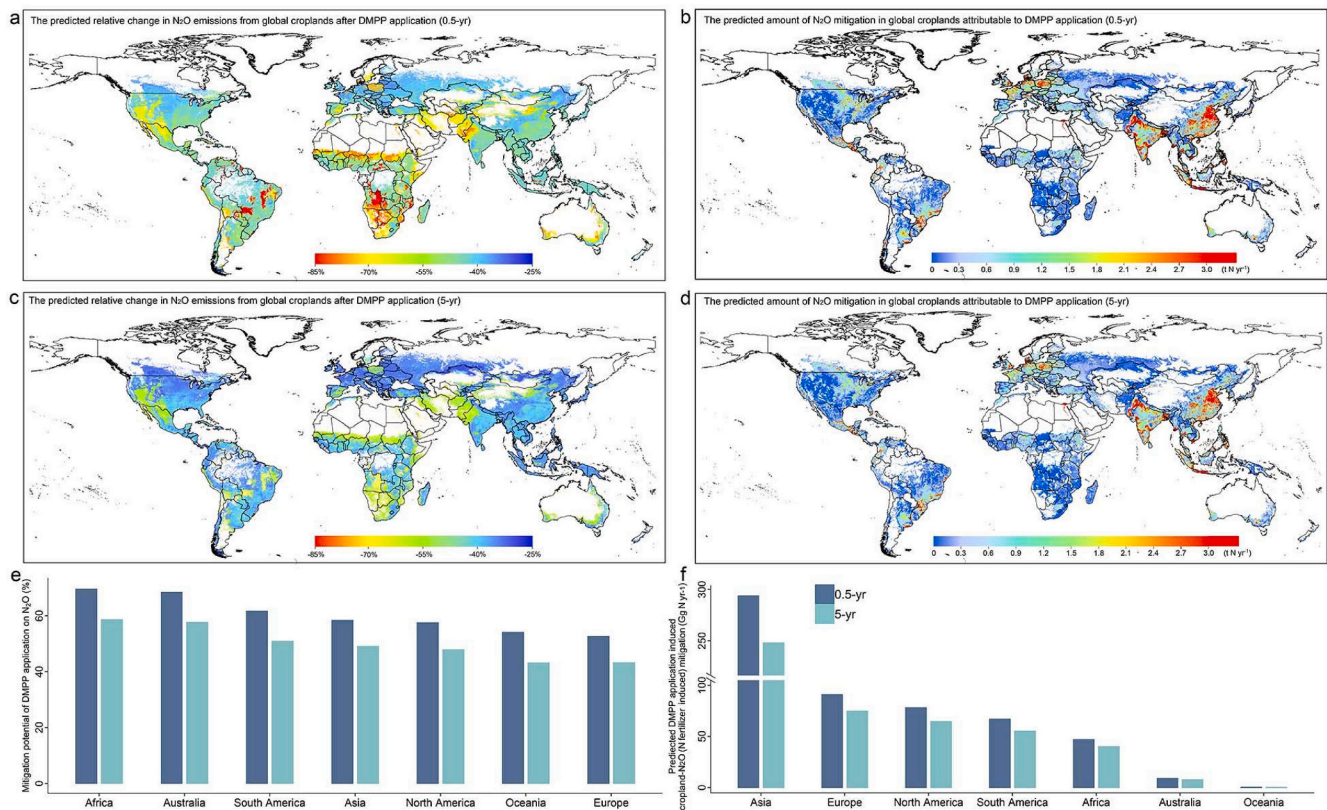 a
The predicted relative change in N₂O emissions from global croplands after DMPP application (0.5-yr)
-85% -70% -55% -40% -25%
b
The predicted amount of N₂O mitigation in global croplands attributable to DMPP application (0.5-yr)
0 0.3 0.6 0.9 1.2 1.5 1.8 2.1 2.4 2.7 3.0 (t N yr⁻¹)
c
The predicted relative change in N₂O emissions from global croplands after DMPP application (5-yr)
-85% -70% -55% -40% -25%
d
The predicted amount of N₂O mitigation in global croplands attributable to DMPP application (5-yr)
0 0.3 0.6 0.9 1.2 1.5 1.8 2.1 2.4 2.7 3.0 (t N yr⁻¹)
e
Mitigation potential of DMPP application on N₂O (%)
60
40
20
0
Africa Australia South America Asia North America Oceania Europe
f
Prediected DMPP application induced
cropland-N₂O (N fertilizer induced) mitigation (Gg N yr-¹)
300
250
100
50
0
0.5-yr
5-yr
Asia Europe North America South America Africa Australia Oceania